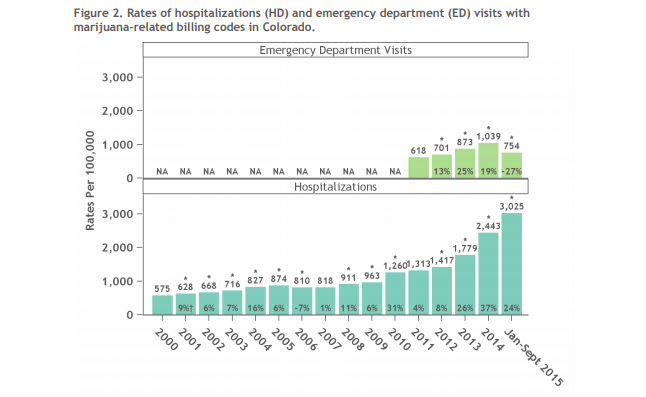 Figure 2. Rates of hospitalizations (HD) and emergency department (ED) visits with
marijuana-related billing codes in Colorado.
Emergency Department Visits
Rates Per 100,000
3,000
2,000
1,000
0
* * * * 
618 701 873 1,039 754
NA NA NA NA NA NA NA NA NA NA NA 13% 25% 19% -27%
Hospitalizations
3,000
2,000
1,000
0
* * * * * * * * * * * * *
575 628 668 716 827 874 810 818 911 963 1,260 1,313 1,417 1,779 2,443 3,025
9%† 6% 7% 16% 6% -7% 1% 11% 6% 31% 4% 8% 26% 37% 24%
2000 2001 2002 2003 2004 2005 2006 2007 2008 2009 2010 2011 2012 2013 2014 Jan-Sept 2015